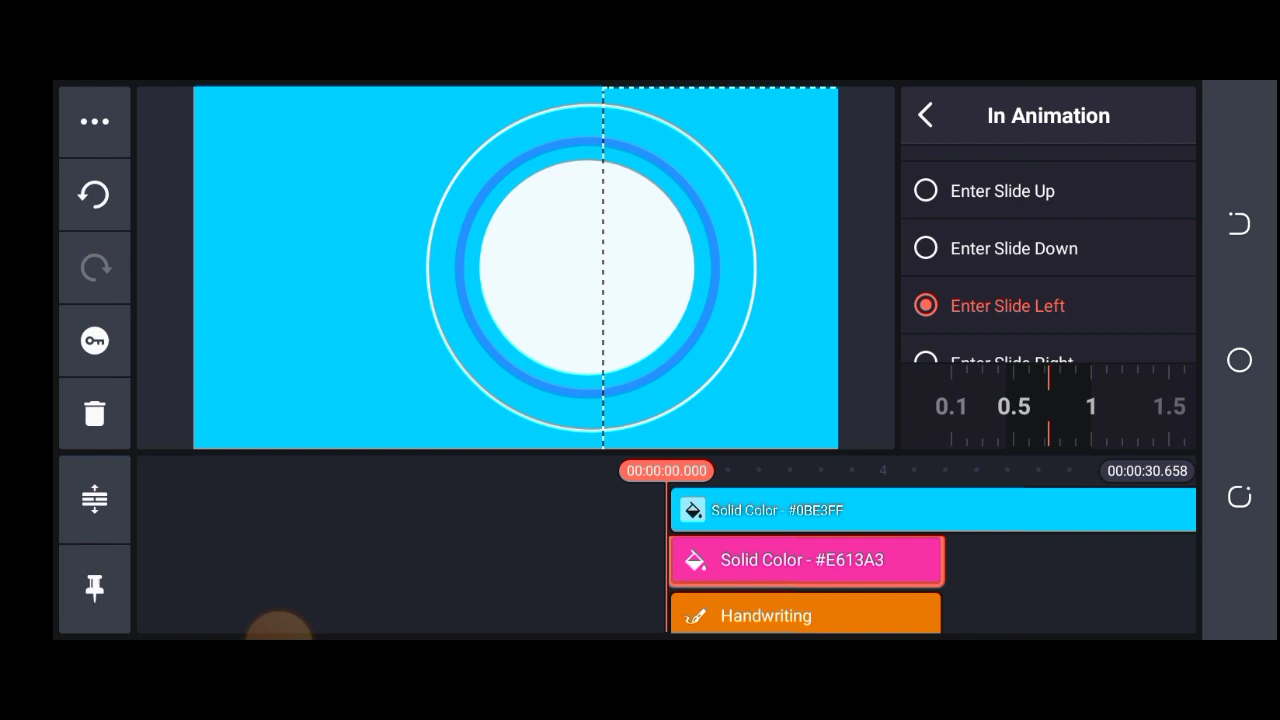 In Animation
Enter Slide Up
Enter Slide Down
Enter Slide Left
Enter Slide Right
0.1 0.5 1 1.5
00:00:00.000 4 00:00:30.658
Solid Color - #0BE3FF
Solid Color - #E613A3
Handwriting